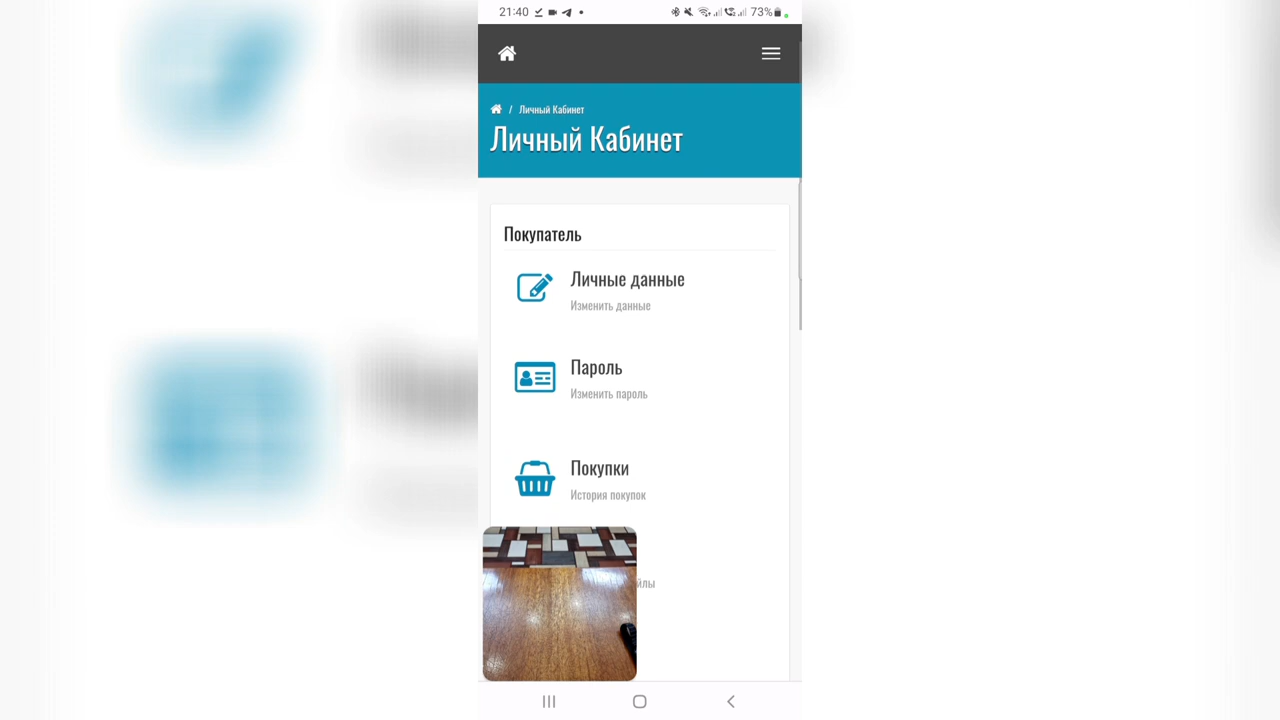 21:40
73%
/ Личный Кабинет
Личный Кабинет
Покупатель
Личные данные
Изменить данные
Пароль
Изменить пароль
Покупки
История покупок